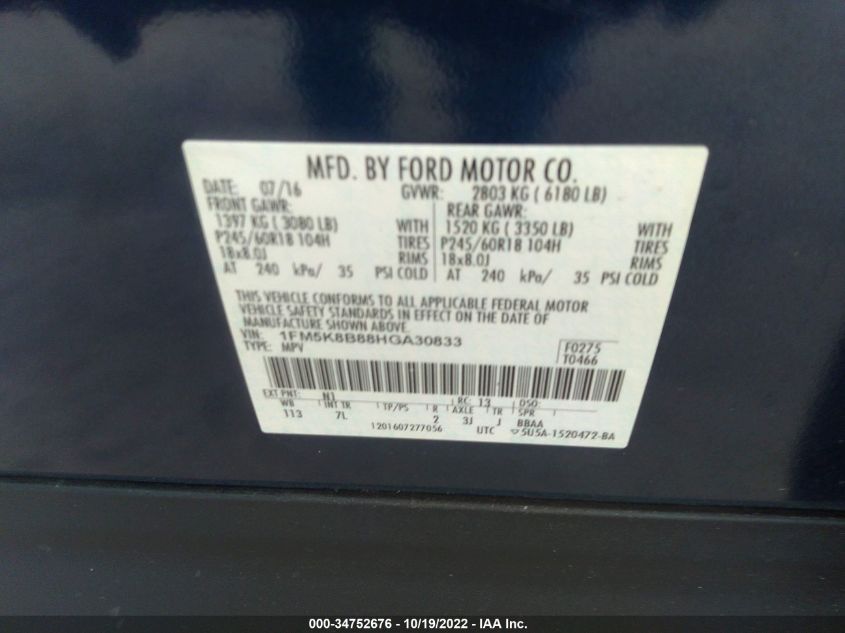 MFD. BY FORD MOTOR CO.
DATE: 07/16 GVWR: 2803 KG ( 6180 LB)
FRONT GAWR: REAR GAWR:
1397 KG ( 3080 LB) WITH 1520 KG ( 3350 LB) WITH
P245/60R18 104H TIRES P245/60R18 104H TIRES
18x8.0J RIMS 18x8.0J RIMS
AT 240 kPa/ 35 PSI COLD AT 240 kPa/ 35 PSI COLD
THIS VEHICLE CONFORMS TO ALL APPLICABLE FEDERAL MOTOR
VEHICLE SAFETY STANDARDS IN EFFECT ON THE DATE OF
MANUFACTURE SHOWN ABOVE.
VIN: 1FM5K8B88HGA30833 F0275
TYPE: MPV T0466
EXT PNT: N1 RC: 13 DSO:
WB INT TR TP/PS R AXLE TR SPR
113 7L 2 3J J BBAA
1201607277056 UTC 5U5A-1520472-BA
000-34752676 - 10/19/2022 - IAA Inc.